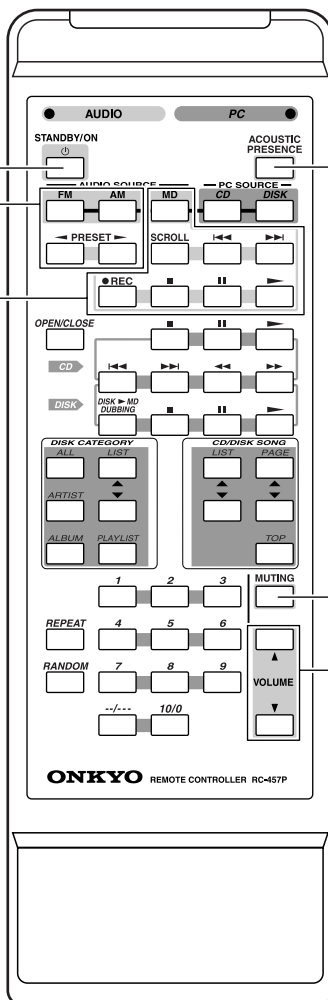 AUDIO PC
STANDBY/ON ACOUSTIC PRESENCE
AUDIO SOURCE PC SOURCE
FM AM MD CD DISK
PRESET SCROLL
REC
OPEN/CLOSE
CD
DISK DISK ► MD DUBBING
DISK CATEGORY CD/DISK SONG
ALL LIST LIST PAGE
ARTIST
ALBUM PLAYLIST TOP
1 2 3 MUTING
REPEAT 4 5 6
RANDOM 7 8 9 VOLUME
--/--- 10/0
ONKYO REMOTE CONTROLLER RC-457P